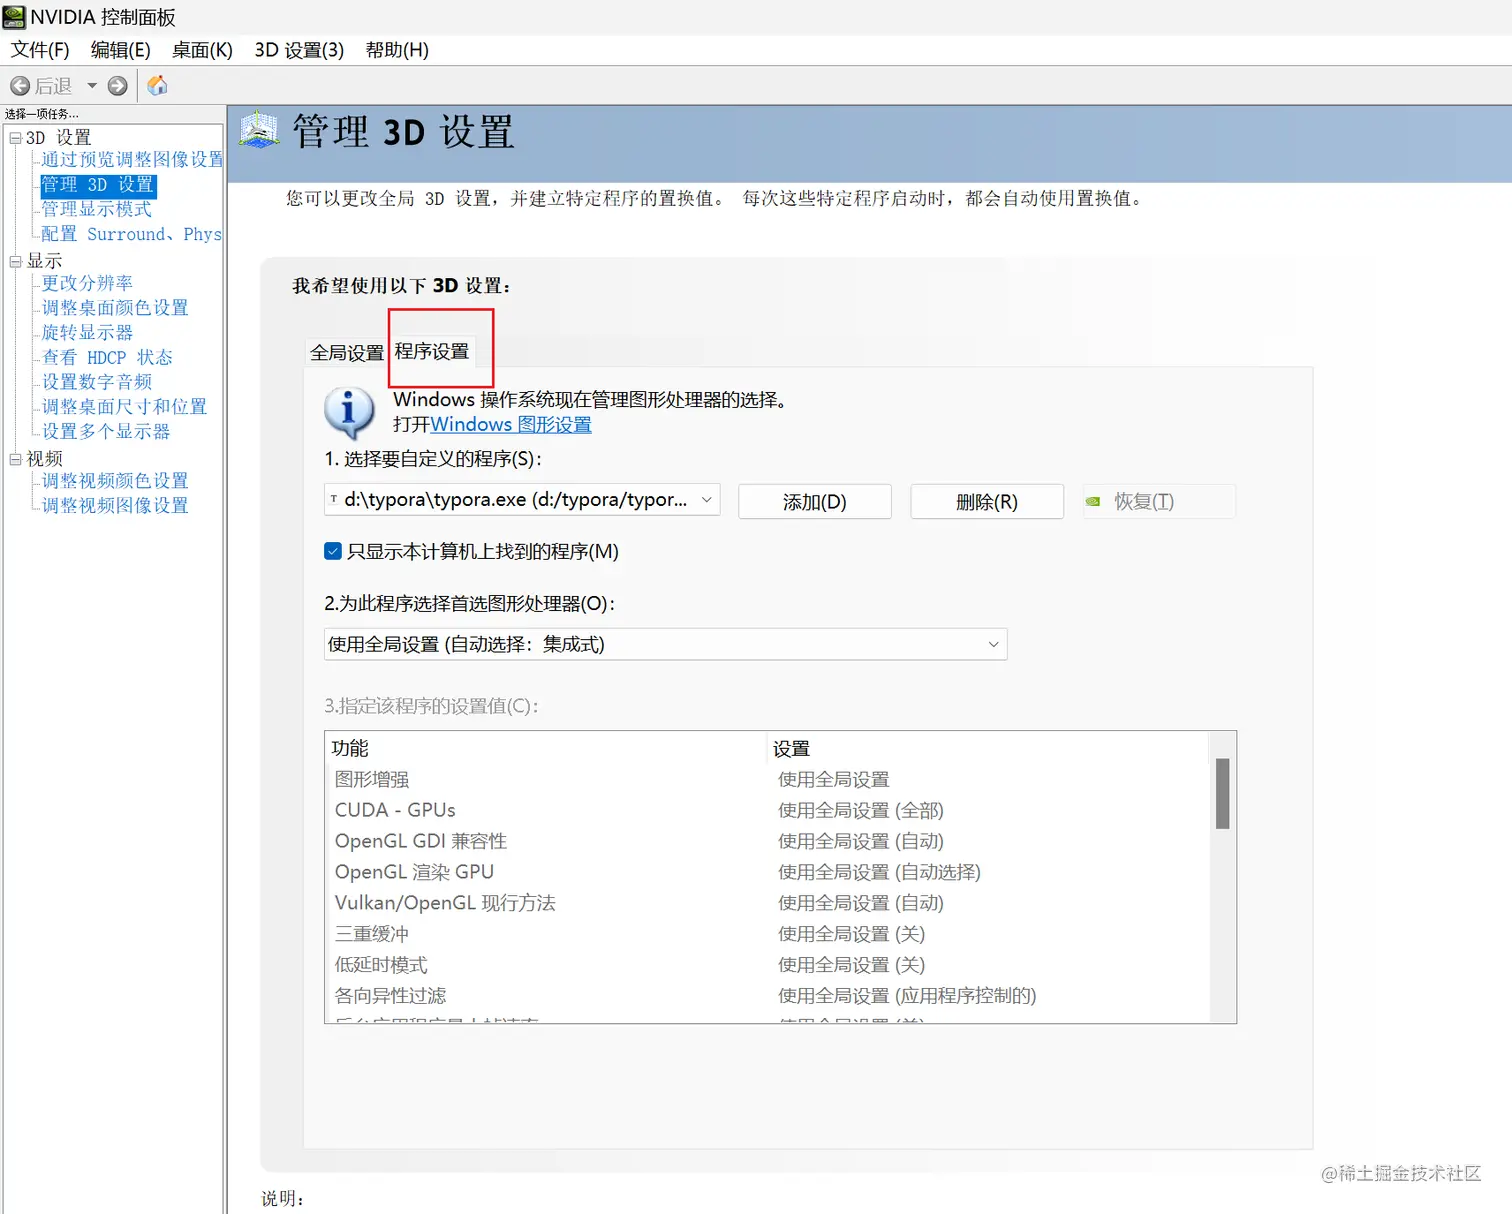 NVIDIA 控制面板
文件(F) 编辑(E) 桌面(K) 3D 设置(3) 帮助(H)
后退
选择一项任务...
3D 设置
通过预览调整图像设置
管理 3D 设置
管理显示模式
配置 Surround、Phys
显示
更改分辨率
调整桌面颜色设置
旋转显示器
查看 HDCP 状态
设置数字音频
调整桌面尺寸和位置
设置多个显示器
视频
调整视频颜色设置
调整视频图像设置
管理 3D 设置
您可以更改全局 3D 设置，并建立特定程序的置换值。 每次这些特定程序启动时，都会自动使用置换值。
我希望使用以下 3D 设置：
全局设置 程序设置
Windows 操作系统现在管理图形处理器的选择。
打开Windows 图形设置
1. 选择要自定义的程序(S)：
T d:\typora\typora.exe (d:/typora/typor... 添加(D) 删除(R) 恢复(T)
只显示本计算机上找到的程序(M)
2.为此程序选择首选图形处理器(O)：
使用全局设置 (自动选择：集成式)
3.指定该程序的设置值(C)：
功能 设置
图形增强 使用全局设置
CUDA - GPUs 使用全局设置 (全部)
OpenGL GDI 兼容性 使用全局设置 (自动)
OpenGL 渲染 GPU 使用全局设置 (自动选择)
Vulkan/OpenGL 现行方法 使用全局设置 (自动)
三重缓冲 使用全局设置 (关)
低延时模式 使用全局设置 (关)
各向异性过滤 使用全局设置 (应用程序控制的)
说明：
@稀土掘金技术社区